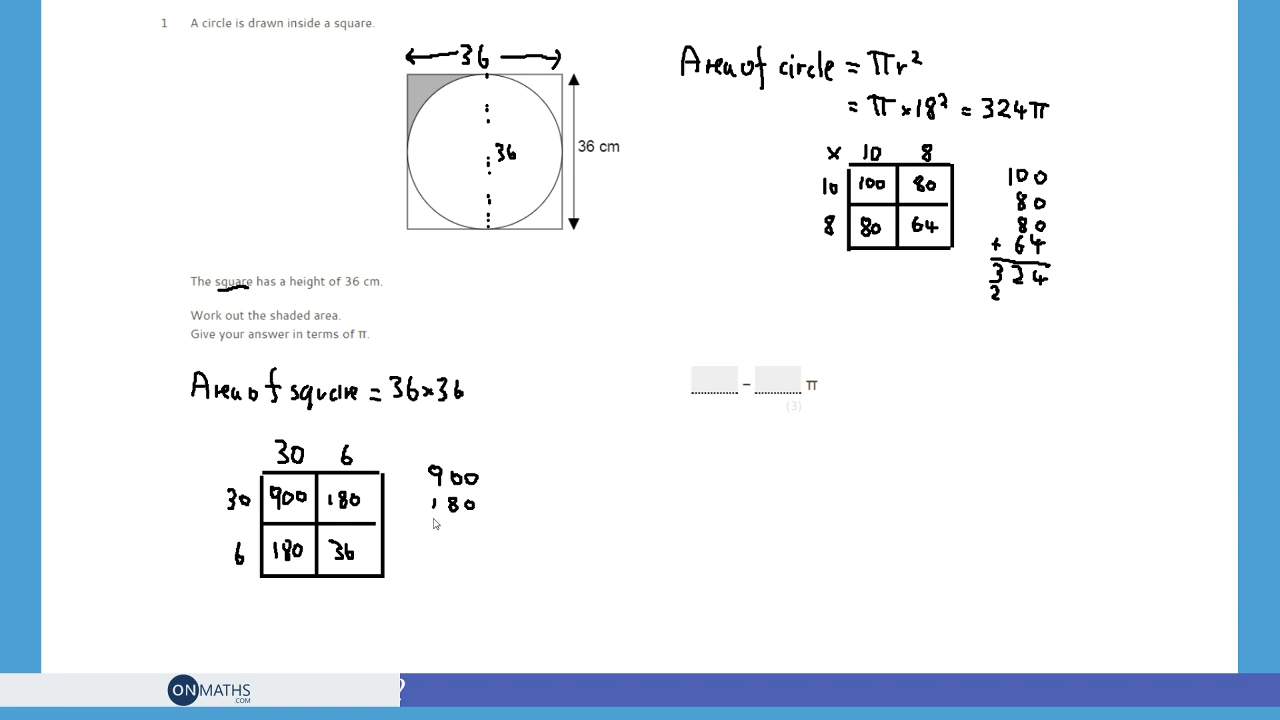 1 A circle is drawn inside a square.
36
36
36 cm
The square has a height of 36 cm.
Work out the shaded area.
Give your answer in terms of π.
Area of square = 36×36
30 6
30 900 180
6 180 36
900
180
Area of circle = πr²
= π×18² = 324π
× 10 8
10 100 80
8 80 64
100
80
80
+ 64
324
2
– π
(3)
ONMATHS
.COM